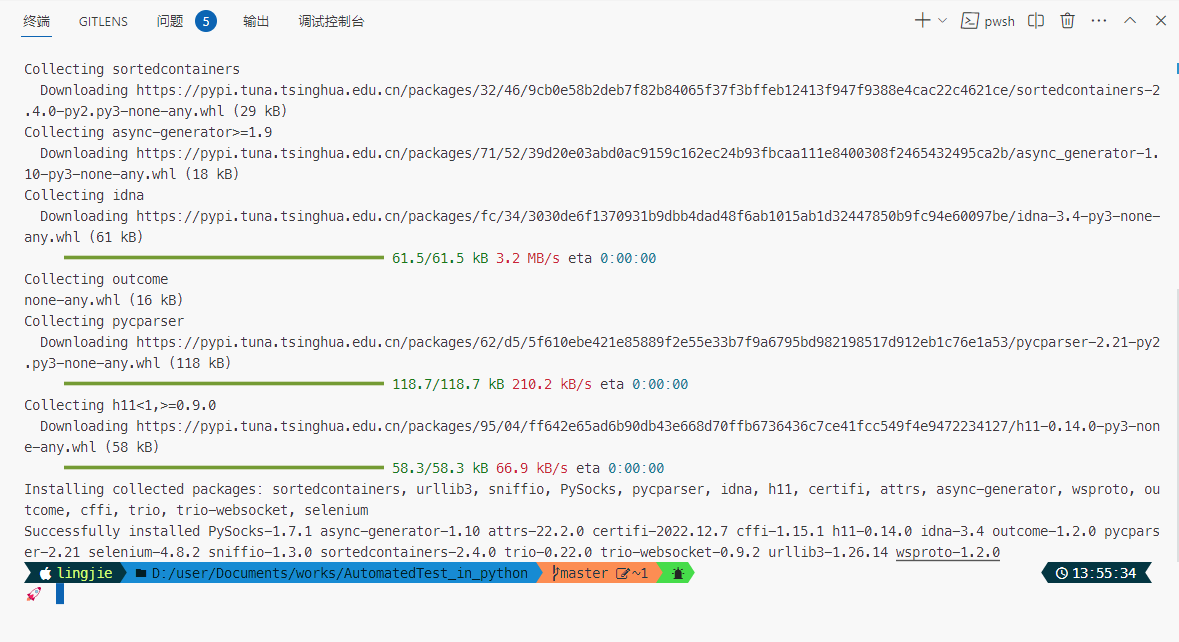 终端 GITLENS 问题 5 输出 调试控制台 pwsh
Collecting sortedcontainers
Downloading https://pypi.tuna.tsinghua.edu.cn/packages/32/46/9cb0e58b2deb7f82b84065f37f3bffeb12413f947f9388e4cac22c4621ce/sortedcontainers-2
.4.0-py2.py3-none-any.whl (29 kB)
Collecting async-generator>=1.9
Downloading https://pypi.tuna.tsinghua.edu.cn/packages/71/52/39d20e03abd0ac9159c162ec24b93fbcaa111e8400308f2465432495ca2b/async_generator-1.
10-py3-none-any.whl (18 kB)
Collecting idna
Downloading https://pypi.tuna.tsinghua.edu.cn/packages/fc/34/3030de6f1370931b9dbb4dad48f6ab1015ab1d32447850b9fc94e60097be/idna-3.4-py3-none-
any.whl (61 kB)
61.5/61.5 kB 3.2 MB/s eta 0:00:00
Collecting outcome
none-any.whl (16 kB)
Collecting pycparser
Downloading https://pypi.tuna.tsinghua.edu.cn/packages/62/d5/5f610ebe421e85889f2e55e33b7f9a6795bd982198517d912eb1c76e1a53/pycparser-2.21-py2
.py3-none-any.whl (118 kB)
118.7/118.7 kB 210.2 kB/s eta 0:00:00
Collecting h11<1,>=0.9.0
Downloading https://pypi.tuna.tsinghua.edu.cn/packages/95/04/ff642e65ad6b90db43e668d70ffb6736436c7ce41fcc549f4e9472234127/h11-0.14.0-py3-non
e-any.whl (58 kB)
58.3/58.3 kB 66.9 kB/s eta 0:00:00
Installing collected packages: sortedcontainers, urllib3, sniffio, PySocks, pycparser, idna, h11, certifi, attrs, async-generator, wsproto, ou
tcome, cffi, trio, trio-websocket, selenium
Successfully installed PySocks-1.7.1 async-generator-1.10 attrs-22.2.0 certifi-2022.12.7 cffi-1.15.1 h11-0.14.0 idna-3.4 outcome-1.2.0 pycpars
er-2.21 selenium-4.8.2 sniffio-1.3.0 sortedcontainers-2.4.0 trio-0.22.0 trio-websocket-0.9.2 urllib3-1.26.14 wsproto-1.2.0
lingjie D:/user/Documents/works/AutomatedTest_in_python master ~1 13:55:34